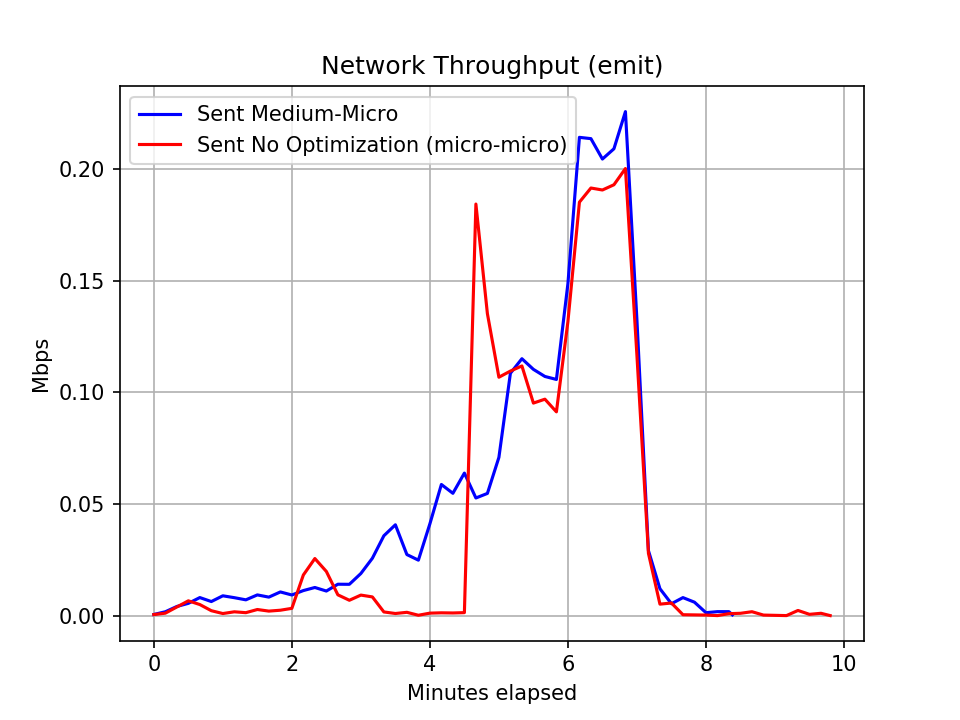 Network Throughput (emit)
Sent Medium-Micro
Sent No Optimization (micro-micro)
0.20
0.15
0.10
0.05
0.00
Mbps
0 2 4 6 8 10
Minutes elapsed